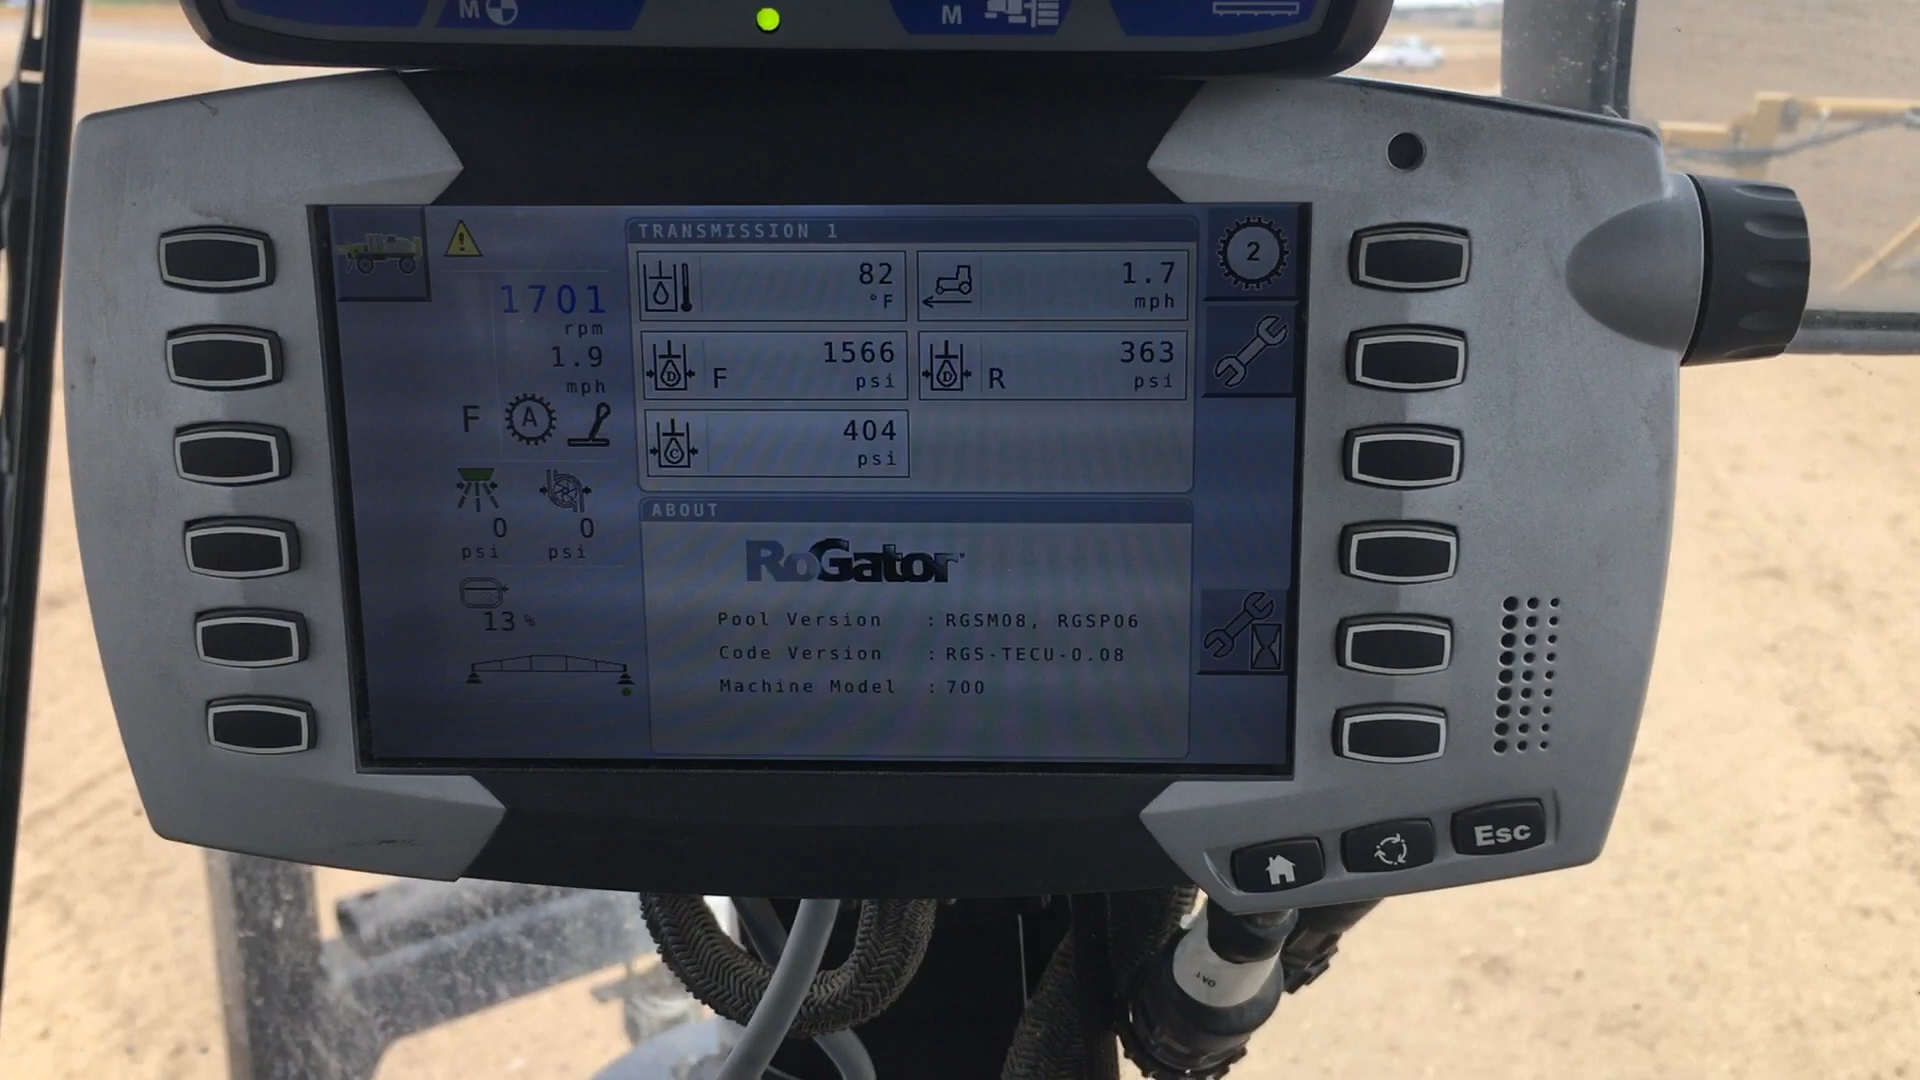 M
M
TRANSMISSION 1
2
1701
rpm
1.9
mph
F
A
0
psi
0
psi
13 %
82
°F
1.7
mph
D
F
1566
psi
D
R
363
psi
C
404
psi
ABOUT
RoGator
Pool Version : RGSM08, RGSP06
Code Version : RGS-TECU-0.08
Machine Model : 700
Esc